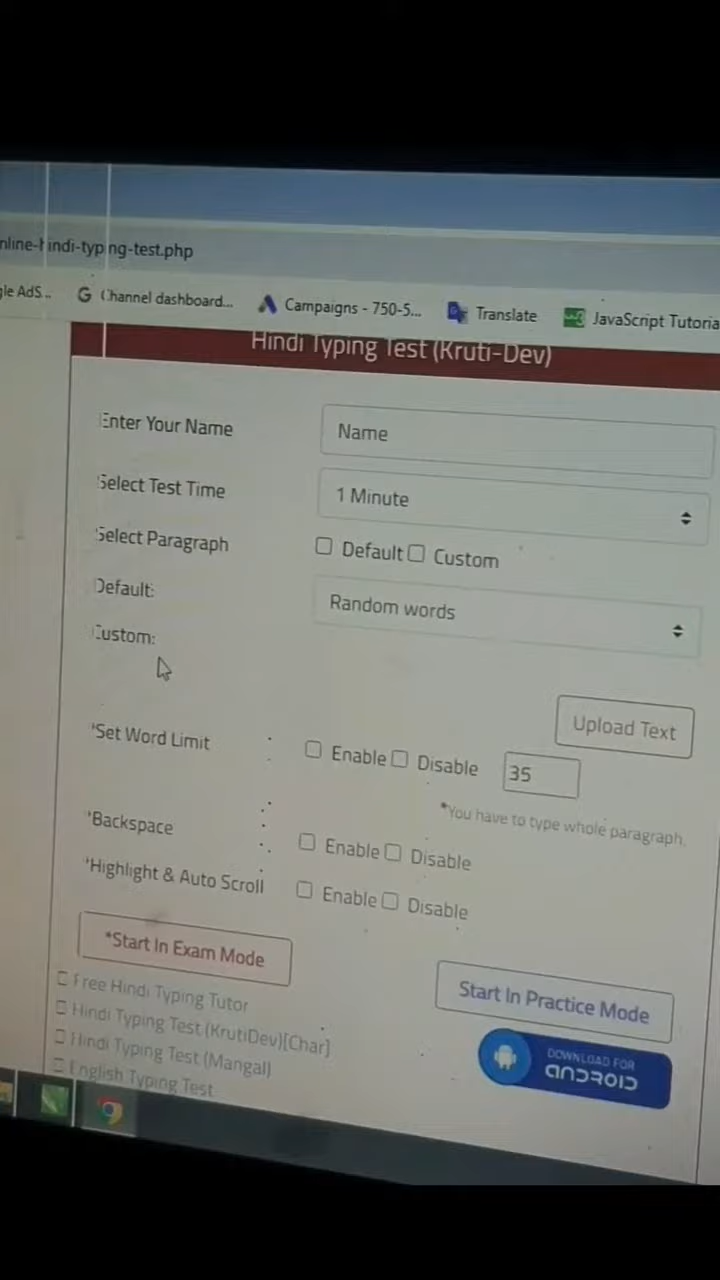 nline-hindi-typing-test.php
gle AdS... Channel dashboard... Campaigns - 750-5... Translate JavaScript Tutoria
Hindi Typing Test (Kruti-Dev)
Enter Your Name Name
Select Test Time 1 Minute
Select Paragraph Default Custom
Default: Random words
Custom:
Upload Text
*Set Word Limit : Enable Disable 35
*You have to type whole paragraph.
*Backspace : Enable Disable
*Highlight & Auto Scroll : Enable Disable
*Start In Exam Mode Start In Practice Mode
Free Hindi Typing Tutor
Hindi Typing Test (KrutiDev)[Char]
Hindi Typing Test (Mangal)
English Typing Test
DOWNLOAD FOR
ANDROID